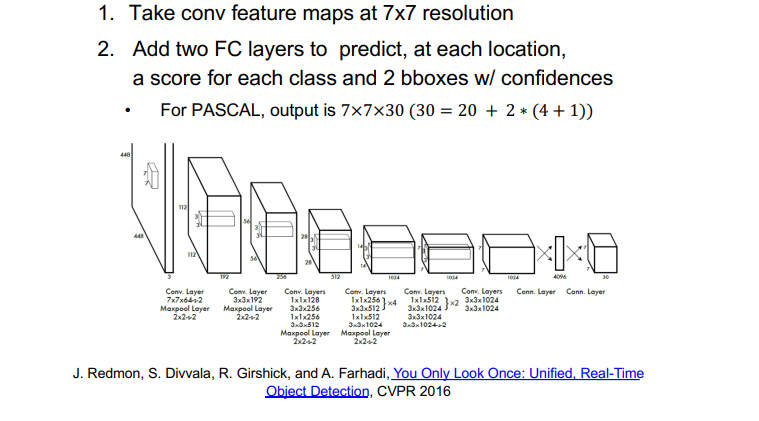 1. Take conv feature maps at 7x7 resolution
2. Add two FC layers to predict, at each location,
a score for each class and 2 bboxes w/ confidences
• For PASCAL, output is 7×7×30 (30 = 20 + 2 ∗ (4 + 1))
448
448
7
7
3
112
112
3
3
192
56
56
3
3
256
28
28
3
3
512
14
14
3
3
1024
7
7
3
3
1024
7
7
1024
4096
7
7
30
Conv. Layer
7x7x64-s-2
Maxpool Layer
2x2-s-2
Conv. Layer
3x3x192
Maxpool Layer
2x2-s-2
Conv. Layers
1x1x128
3x3x256
1x1x256
3x3x512
Maxpool Layer
2x2-s-2
Conv. Layers
1x1x256
3x3x512
}×4
1x1x512
3x3x1024
Maxpool Layer
2x2-s-2
Conv. Layers
1x1x512
3x3x1024
}×2
3x3x1024
3x3x1024-s-2
Conv. Layers
3x3x1024
3x3x1024
Conn. Layer
Conn. Layer
J. Redmon, S. Divvala, R. Girshick, and A. Farhadi, You Only Look Once: Unified, Real-Time
Object Detection, CVPR 2016